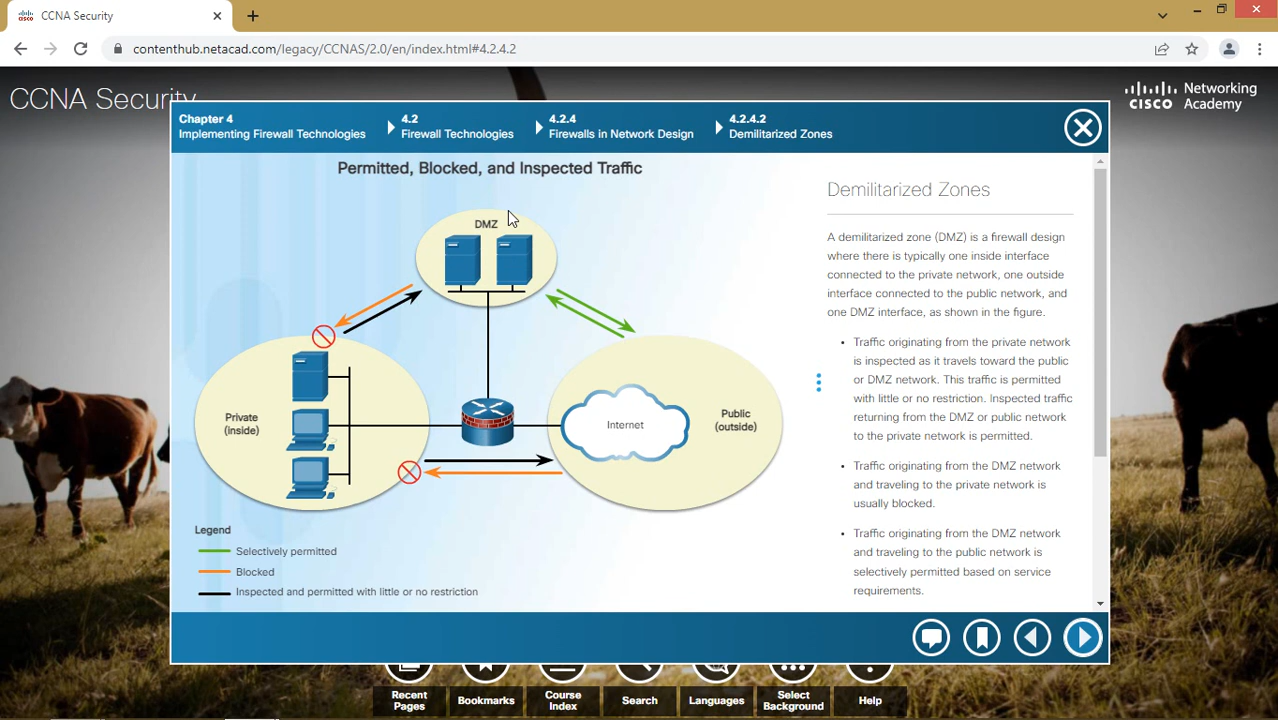 CCNA Security
contenthub.netacad.com/legacy/CCNAS/2.0/en/index.html#4.2.4.2
CCNA Security
Networking
CISCO Academy
Chapter 4
Implementing Firewall Technologies
4.2
Firewall Technologies
4.2.4
Firewalls in Network Design
4.2.4.2
Demilitarized Zones
Permitted, Blocked, and Inspected Traffic
DMZ
Private
(inside)
Internet
Public
(outside)
Legend
Selectively permitted
Blocked
Inspected and permitted with little or no restriction
Demilitarized Zones
A demilitarized zone (DMZ) is a firewall design
where there is typically one inside interface
connected to the private network, one outside
interface connected to the public network, and
one DMZ interface, as shown in the figure.
• Traffic originating from the private network
is inspected as it travels toward the public
or DMZ network. This traffic is permitted
with little or no restriction. Inspected traffic
returning from the DMZ or public network
to the private network is permitted.
• Traffic originating from the DMZ network
and traveling to the private network is
usually blocked.
• Traffic originating from the DMZ network
and traveling to the public network is
selectively permitted based on service
requirements.
Recent
Pages
Bookmarks
Course
Index
Search
Languages
Select
Background
Help